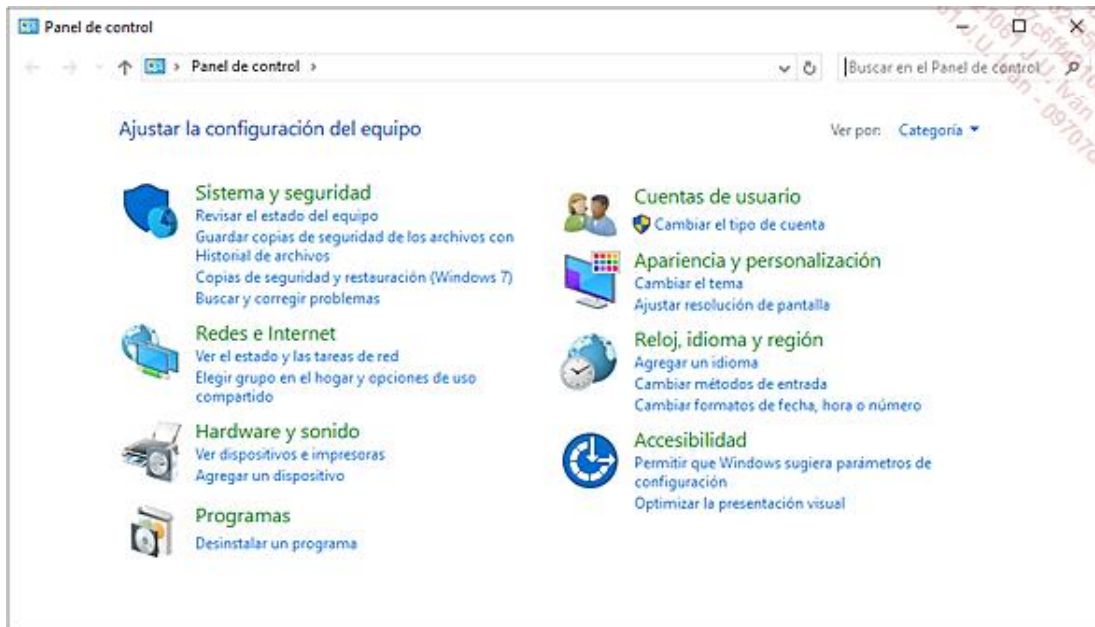 Panel de control
Panel de control
Buscar en el Panel de control
Ajustar la configuración del equipo
Ver por: Categoría
Sistema y seguridad
Revisar el estado del equipo
Guardar copias de seguridad de los archivos con
Historial de archivos
Copias de seguridad y restauración (Windows 7)
Buscar y corregir problemas
Redes e Internet
Ver el estado y las tareas de red
Elegir grupo en el hogar y opciones de uso
compartido
Hardware y sonido
Ver dispositivos e impresoras
Agregar un dispositivo
Programas
Desinstalar un programa
Cuentas de usuario
Cambiar el tipo de cuenta
Apariencia y personalización
Cambiar el tema
Ajustar resolución de pantalla
Reloj, idioma y región
Agregar un idioma
Cambiar métodos de entrada
Cambiar formatos de fecha, hora o número
Accesibilidad
Permitir que Windows sugiera parámetros de
configuración
Optimizar la presentación visual